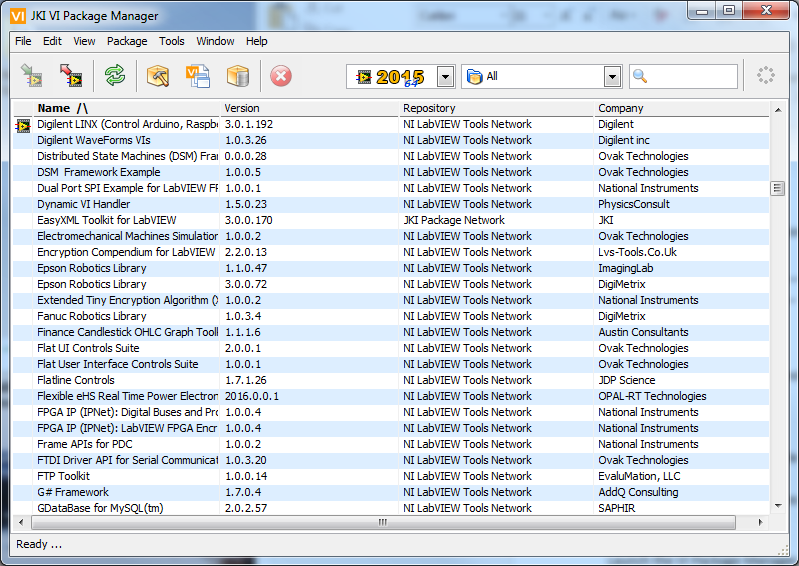 VI JKI VI Package Manager
File Edit View Package Tools Window Help
2015 64 All
Name /\ Version Repository Company
Digilent LINX (Control Arduino, Raspbe 3.0.1.192 NI LabVIEW Tools Network Digilent
Digilent WaveForms VIs 1.0.3.26 NI LabVIEW Tools Network Digilent inc
Distributed State Machines (DSM) Fran 0.0.0.28 NI LabVIEW Tools Network Ovak Technologies
DSM Framework Example 1.0.0.5 NI LabVIEW Tools Network Ovak Technologies
Dual Port SPI Example for LabVIEW FP 1.0.0.1 NI LabVIEW Tools Network National Instruments
Dynamic VI Handler 1.5.0.23 NI LabVIEW Tools Network PhysicsConsult
EasyXML Toolkit for LabVIEW 3.0.0.170 JKI Package Network JKI
Electromechanical Machines Simulation 1.0.0.2 NI LabVIEW Tools Network Ovak Technologies
Encryption Compendium for LabVIEW 2.2.0.13 NI LabVIEW Tools Network Lvs-Tools.Co.Uk
Epson Robotics Library 1.1.0.47 NI LabVIEW Tools Network ImagingLab
Epson Robotics Library 3.0.0.72 NI LabVIEW Tools Network DigiMetrix
Extended Tiny Encryption Algorithm (X 1.0.0.2 NI LabVIEW Tools Network National Instruments
Fanuc Robotics Library 1.0.3.4 NI LabVIEW Tools Network DigiMetrix
Finance Candlestick OHLC Graph Toolk 1.1.1.6 NI LabVIEW Tools Network Austin Consultants
Flat UI Controls Suite 2.0.0.1 NI LabVIEW Tools Network Ovak Technologies
Flat User Interface Controls Suite 1.0.0.1 NI LabVIEW Tools Network Ovak Technologies
Flatline Controls 1.7.1.26 NI LabVIEW Tools Network JDP Science
Flexible eHS Real Time Power Electron 2016.0.0.1 NI LabVIEW Tools Network OPAL-RT Technologies
FPGA IP (IPNet): Digital Buses and Pro 1.0.0.4 NI LabVIEW Tools Network National Instruments
FPGA IP (IPNet): LabVIEW FPGA Encr 1.0.0.4 NI LabVIEW Tools Network National Instruments
Frame APIs for PDC 1.0.0.2 NI LabVIEW Tools Network National Instruments
FTDI Driver API for Serial Communicat 1.0.3.20 NI LabVIEW Tools Network Ovak Technologies
FTP Toolkit 1.0.0.14 NI LabVIEW Tools Network EvaluMation, LLC
G# Framework 1.7.0.4 NI LabVIEW Tools Network AddQ Consulting
GDataBase for MySQL(tm) 2.0.2.57 NI LabVIEW Tools Network SAPHIR
Ready ...